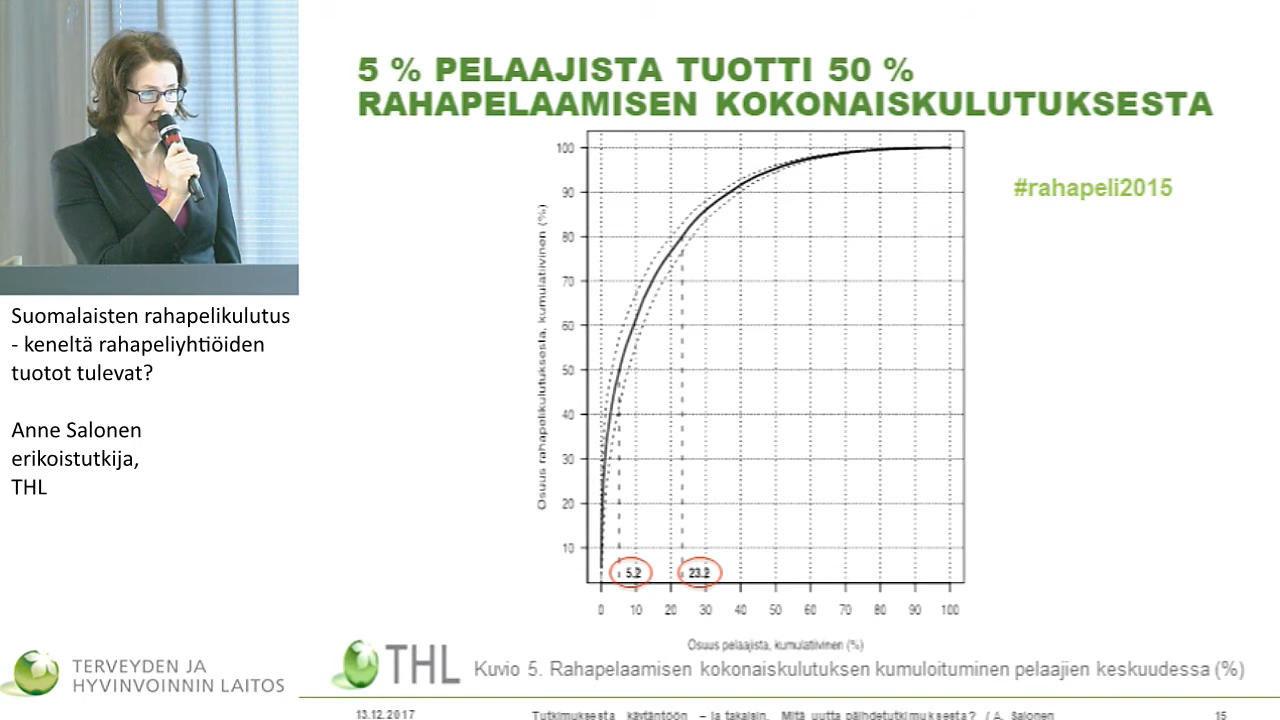 5 % PELAAJISTA TUOTTI 50 %
RAHAPELAAMISEN KOKONAISKULUTUKSESTA
#rahapeli2015
Osuus rahapelikulutuksesta, kumulatiivinen (%)
100
90
80
70
60
50
40
30
20
10
5.2
23.2
0 10 20 30 40 50 60 70 80 90 100
Osuus pelaajista, kumulatiivinen (%)
Suomalaisten rahapelikulutus
- keneltä rahapeliyhtiöiden
tuotot tulevat?
Anne Salonen
erikoistutkija,
THL
TERVEYDEN JA
HYVINVOINNIN LAITOS
THL
Kuvio 5. Rahapelaamisen kokonaiskulutuksen kumuloituminen pelaajien keskuudessa (%)
13.12.2017
Tutkimuksesta käytäntöön – ja takaisin. Mitä uutta päihdetutkimuksesta? / A. Salonen
15